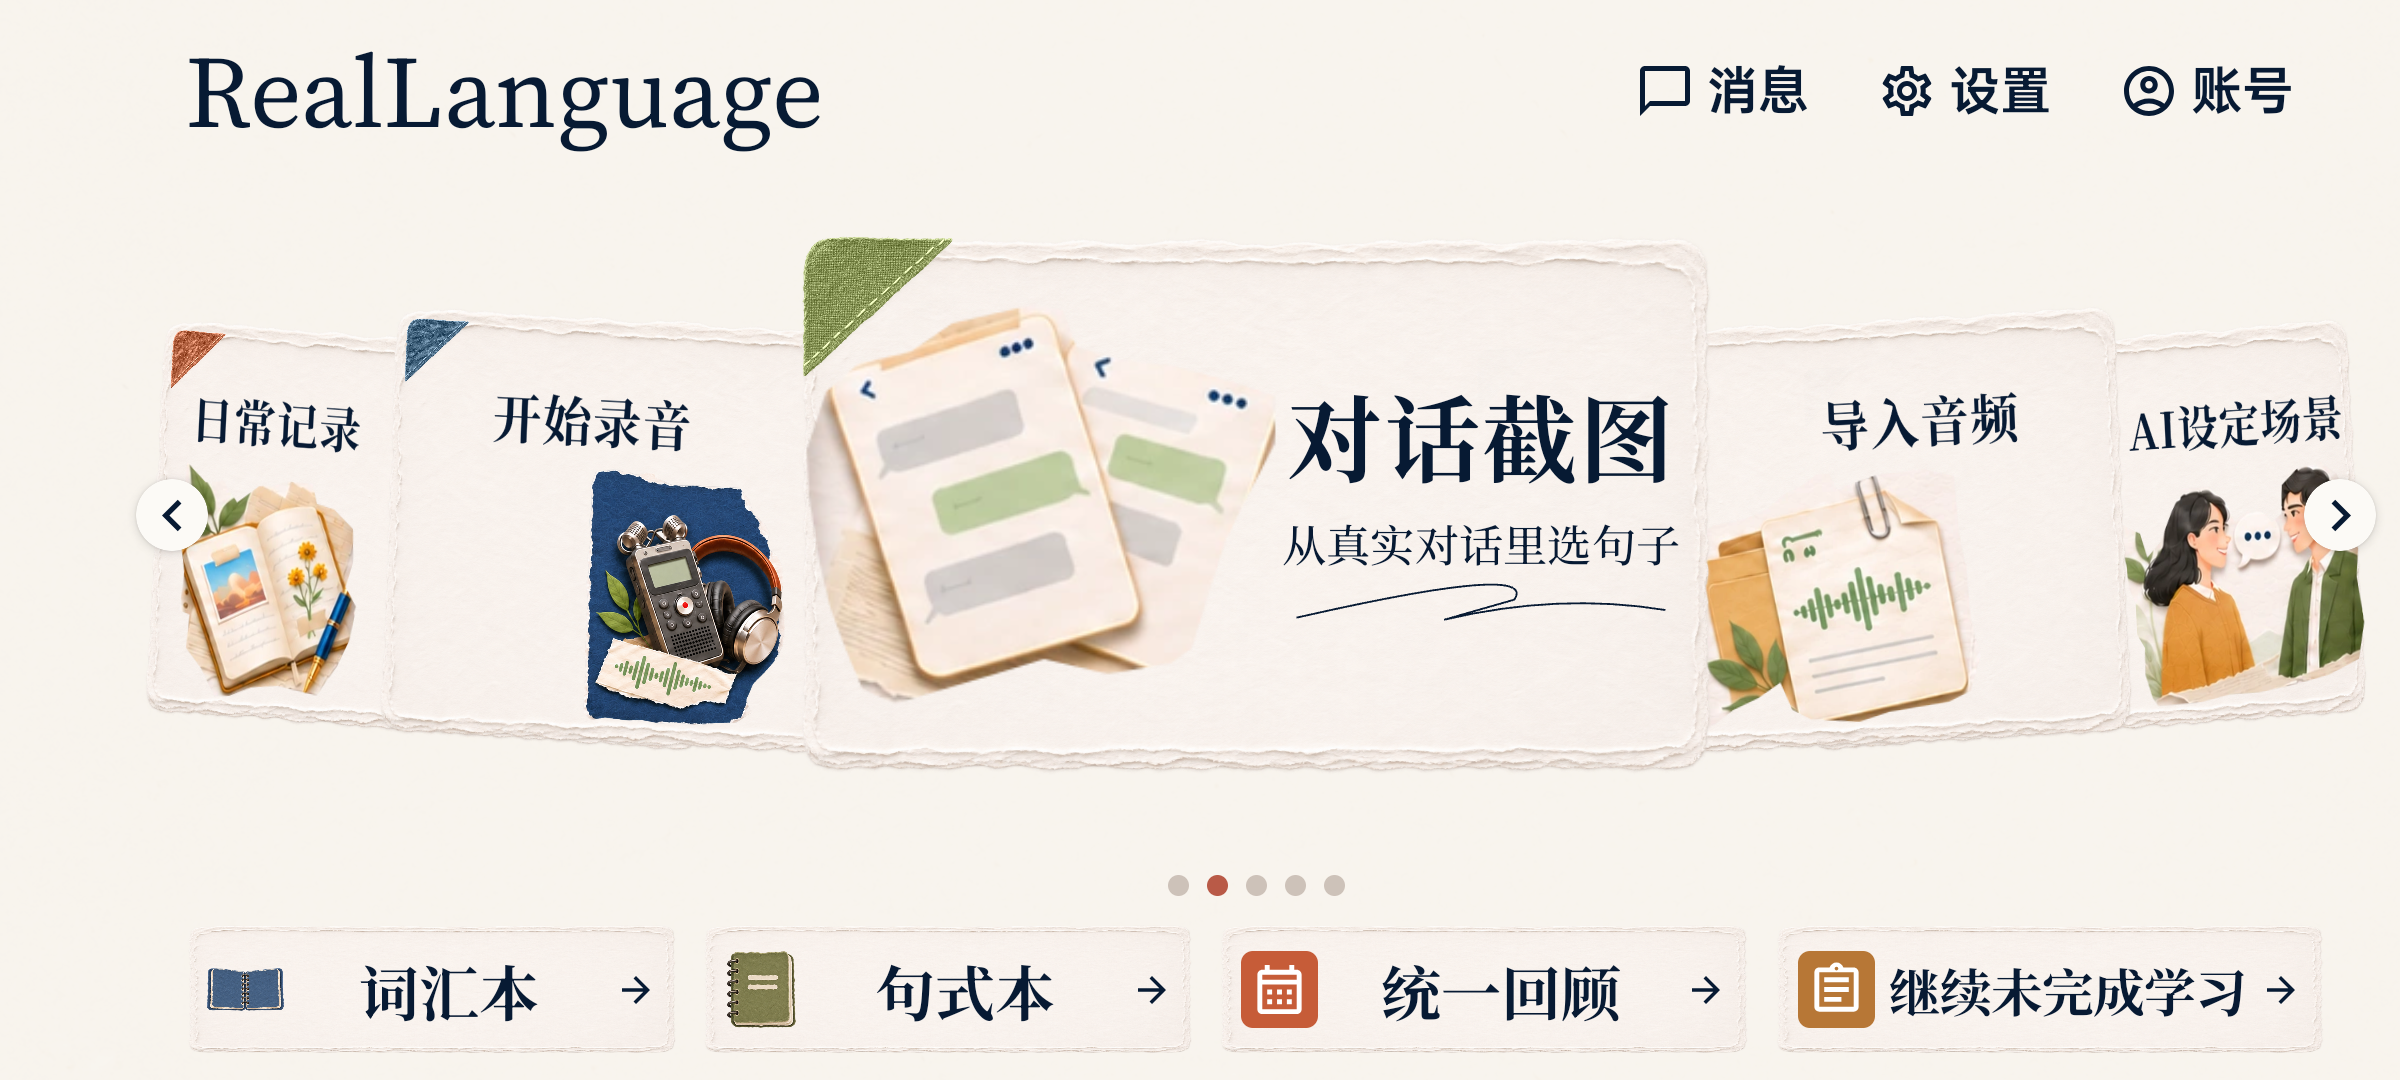 RealLanguage
消息
设置
账号
日常记录
开始录音
对话截图
从真实对话里选句子
导入音频
AI设定场景
词汇本
句式本
统一回顾
继续未完成学习